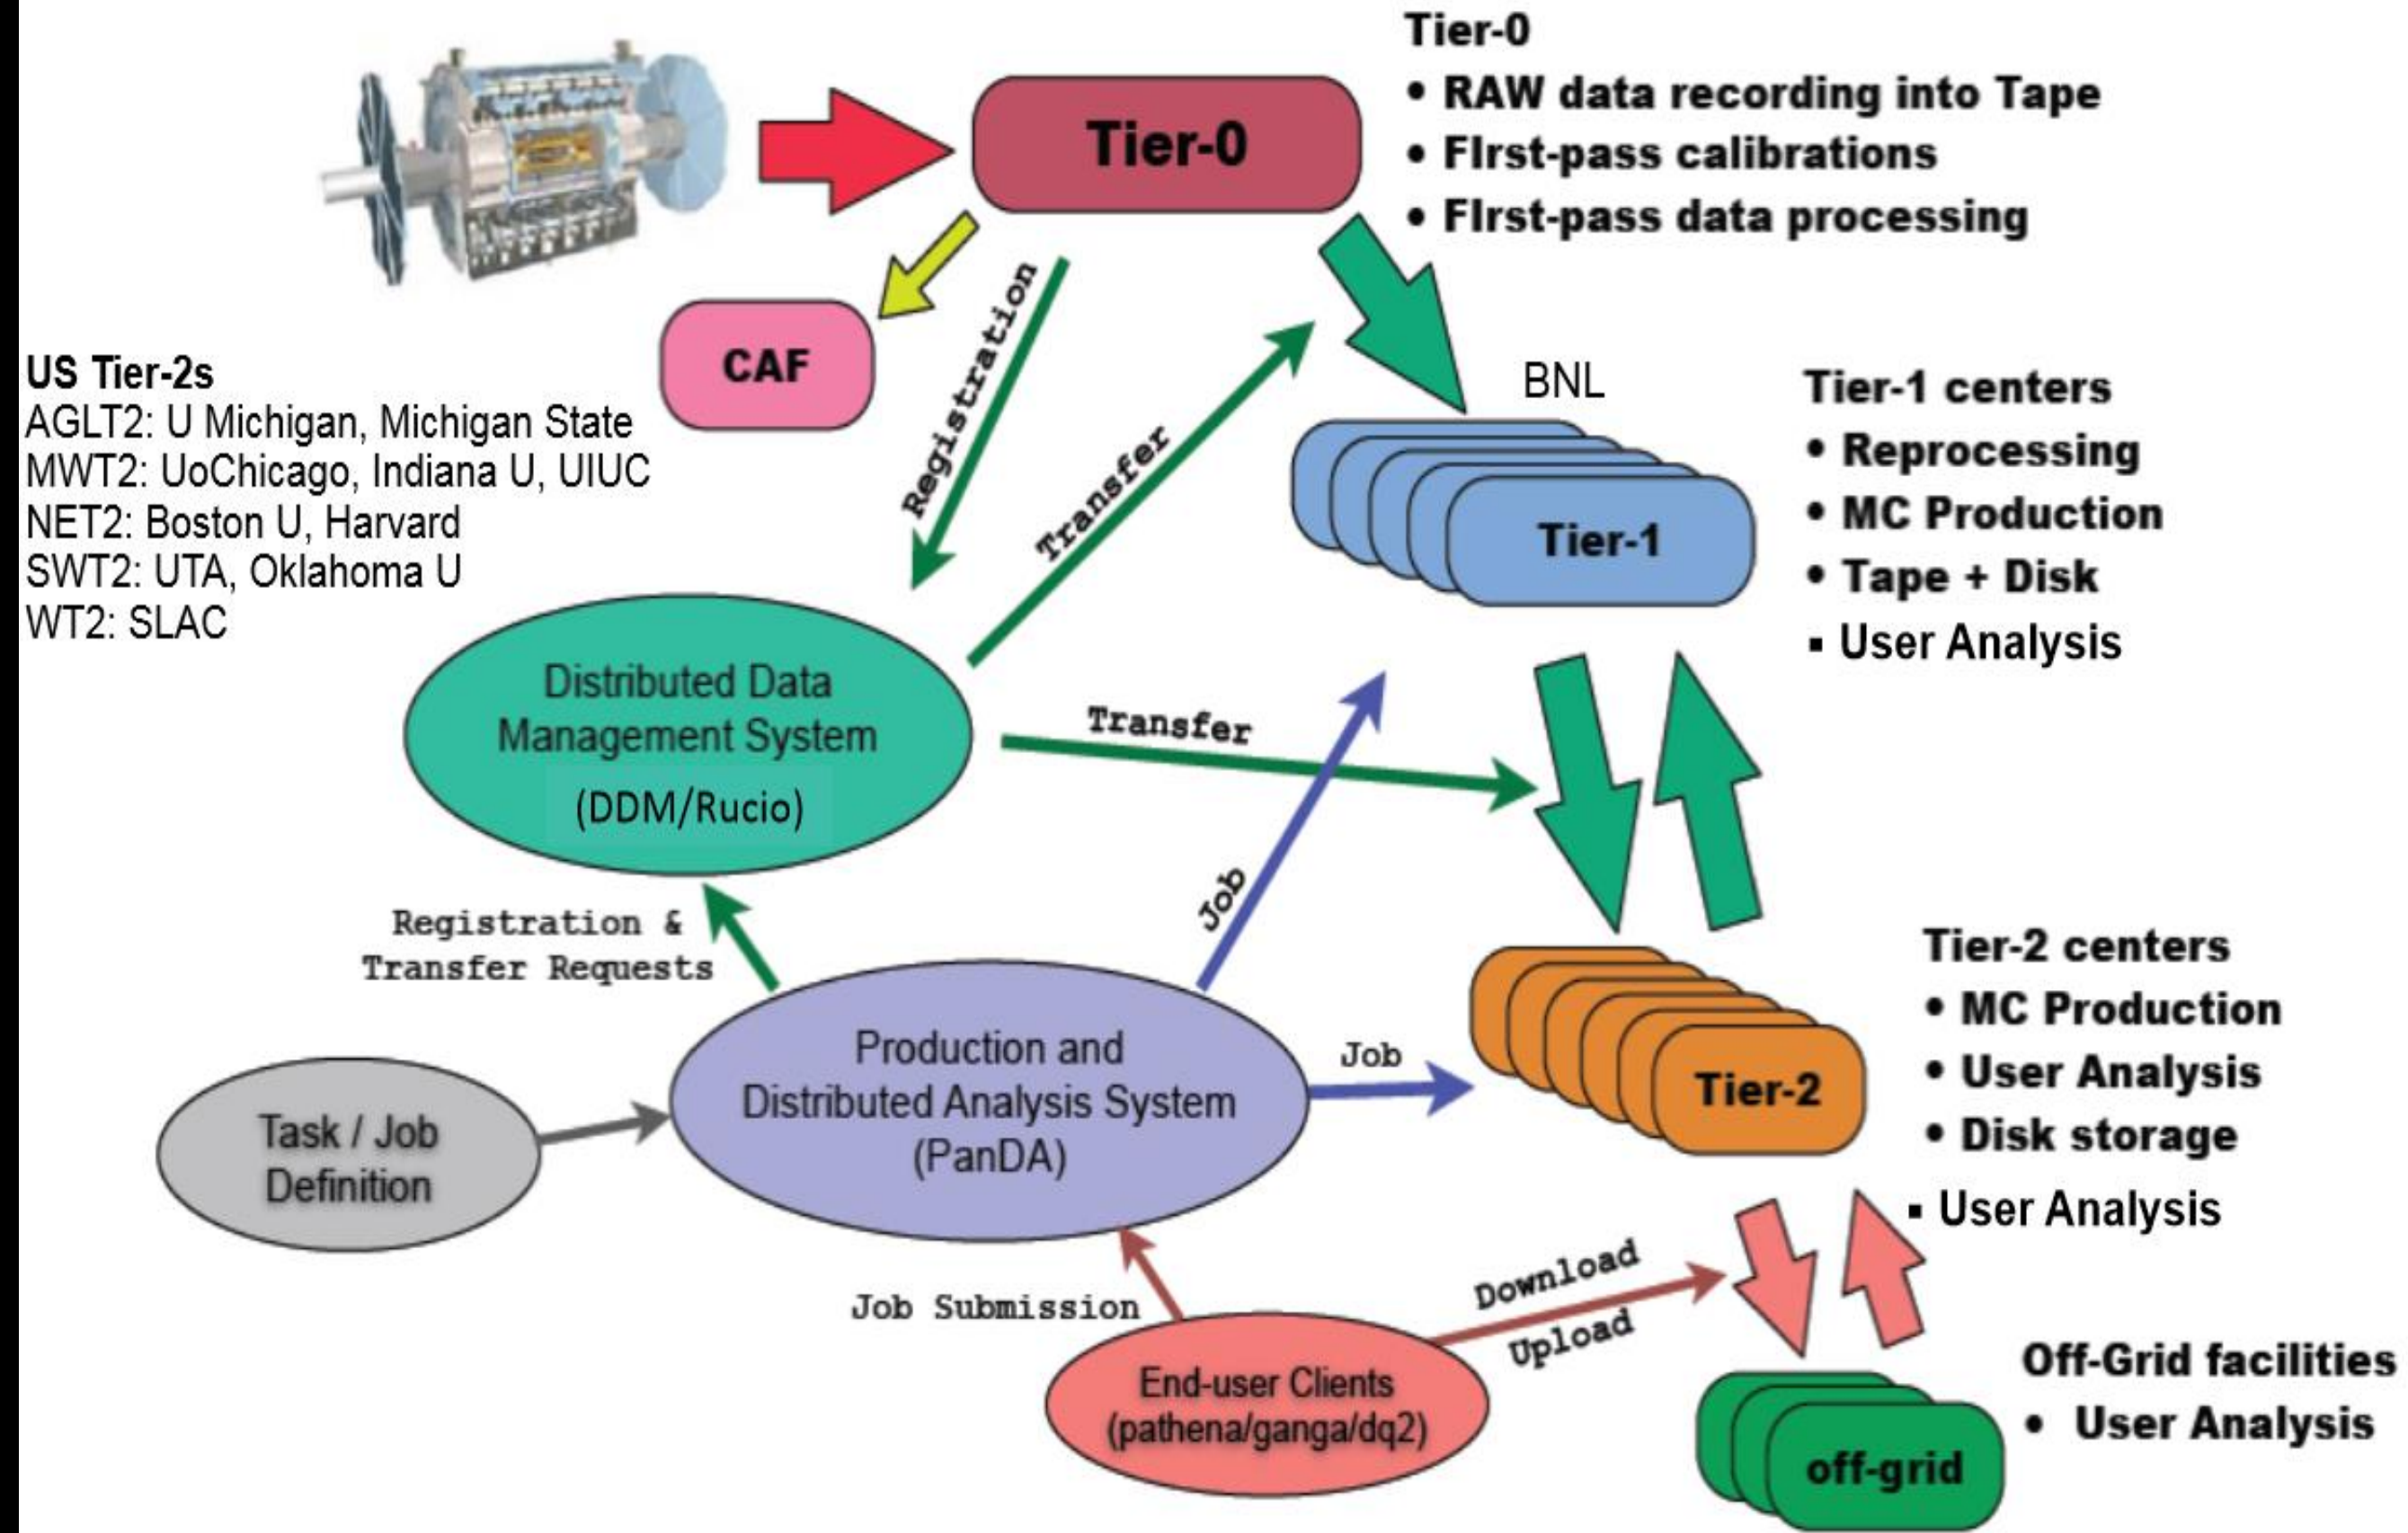 Tier-0
Tier-0
• RAW data recording into Tape
• FIrst-pass calibrations
• FIrst-pass data processing
CAF
Registration
Transfer
US Tier-2s
AGLT2: U Michigan, Michigan State
MWT2: UoChicago, Indiana U, UIUC
NET2: Boston U, Harvard
SWT2: UTA, Oklahoma U
WT2: SLAC
BNL
Tier-1
Tier-1 centers
• Reprocessing
• MC Production
• Tape + Disk
▪ User Analysis
Distributed Data
Management System
(DDM/Rucio)
Transfer
Job
Registration &
Transfer Requests
Production and
Distributed Analysis System
(PanDA)
Job
Task / Job
Definition
Tier-2
Tier-2 centers
• MC Production
• User Analysis
• Disk storage
▪ User Analysis
Job Submission
Download
Upload
End-user Clients
(pathena/ganga/dq2)
off-grid
Off-Grid facilities
• User Analysis